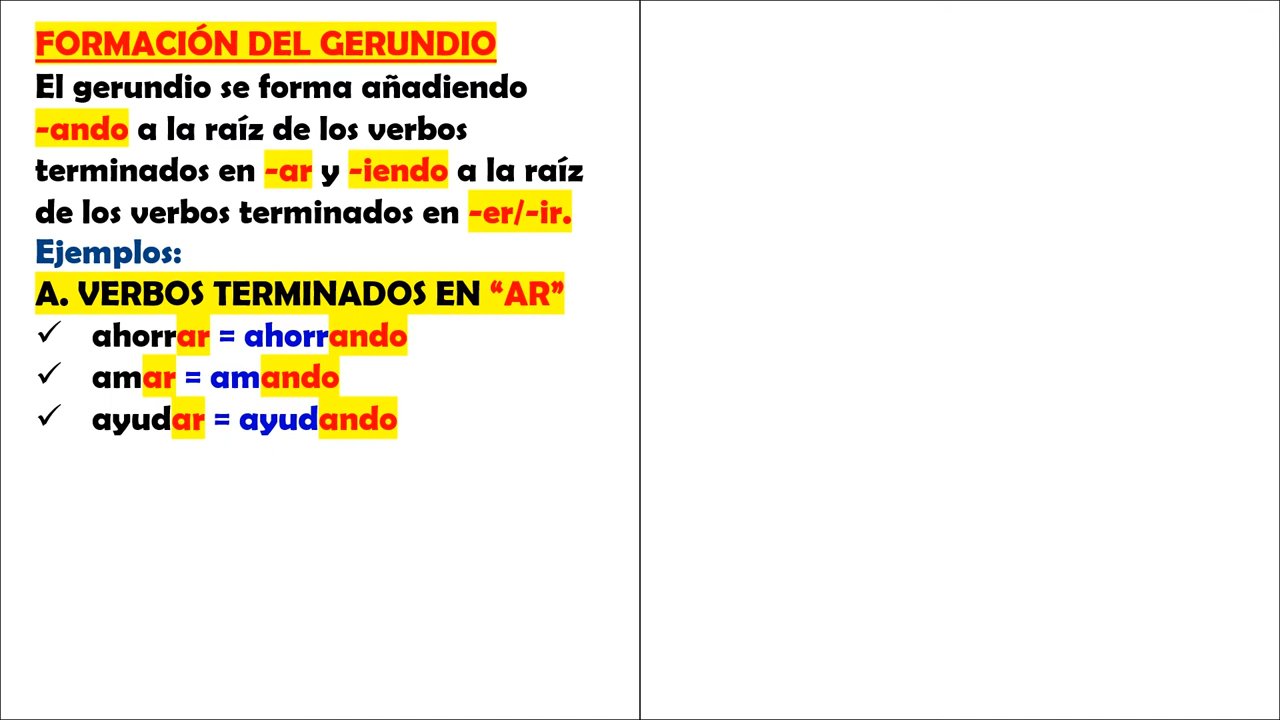 FORMACIÓN DEL GERUNDIO
El gerundio se forma añadiendo
-ando a la raíz de los verbos
terminados en -ar y -iendo a la raíz
de los verbos terminados en -er/-ir.
Ejemplos:
A. VERBOS TERMINADOS EN “AR”
✓ ahorrar = ahorrando
✓ amar = amando
✓ ayudar = ayudando